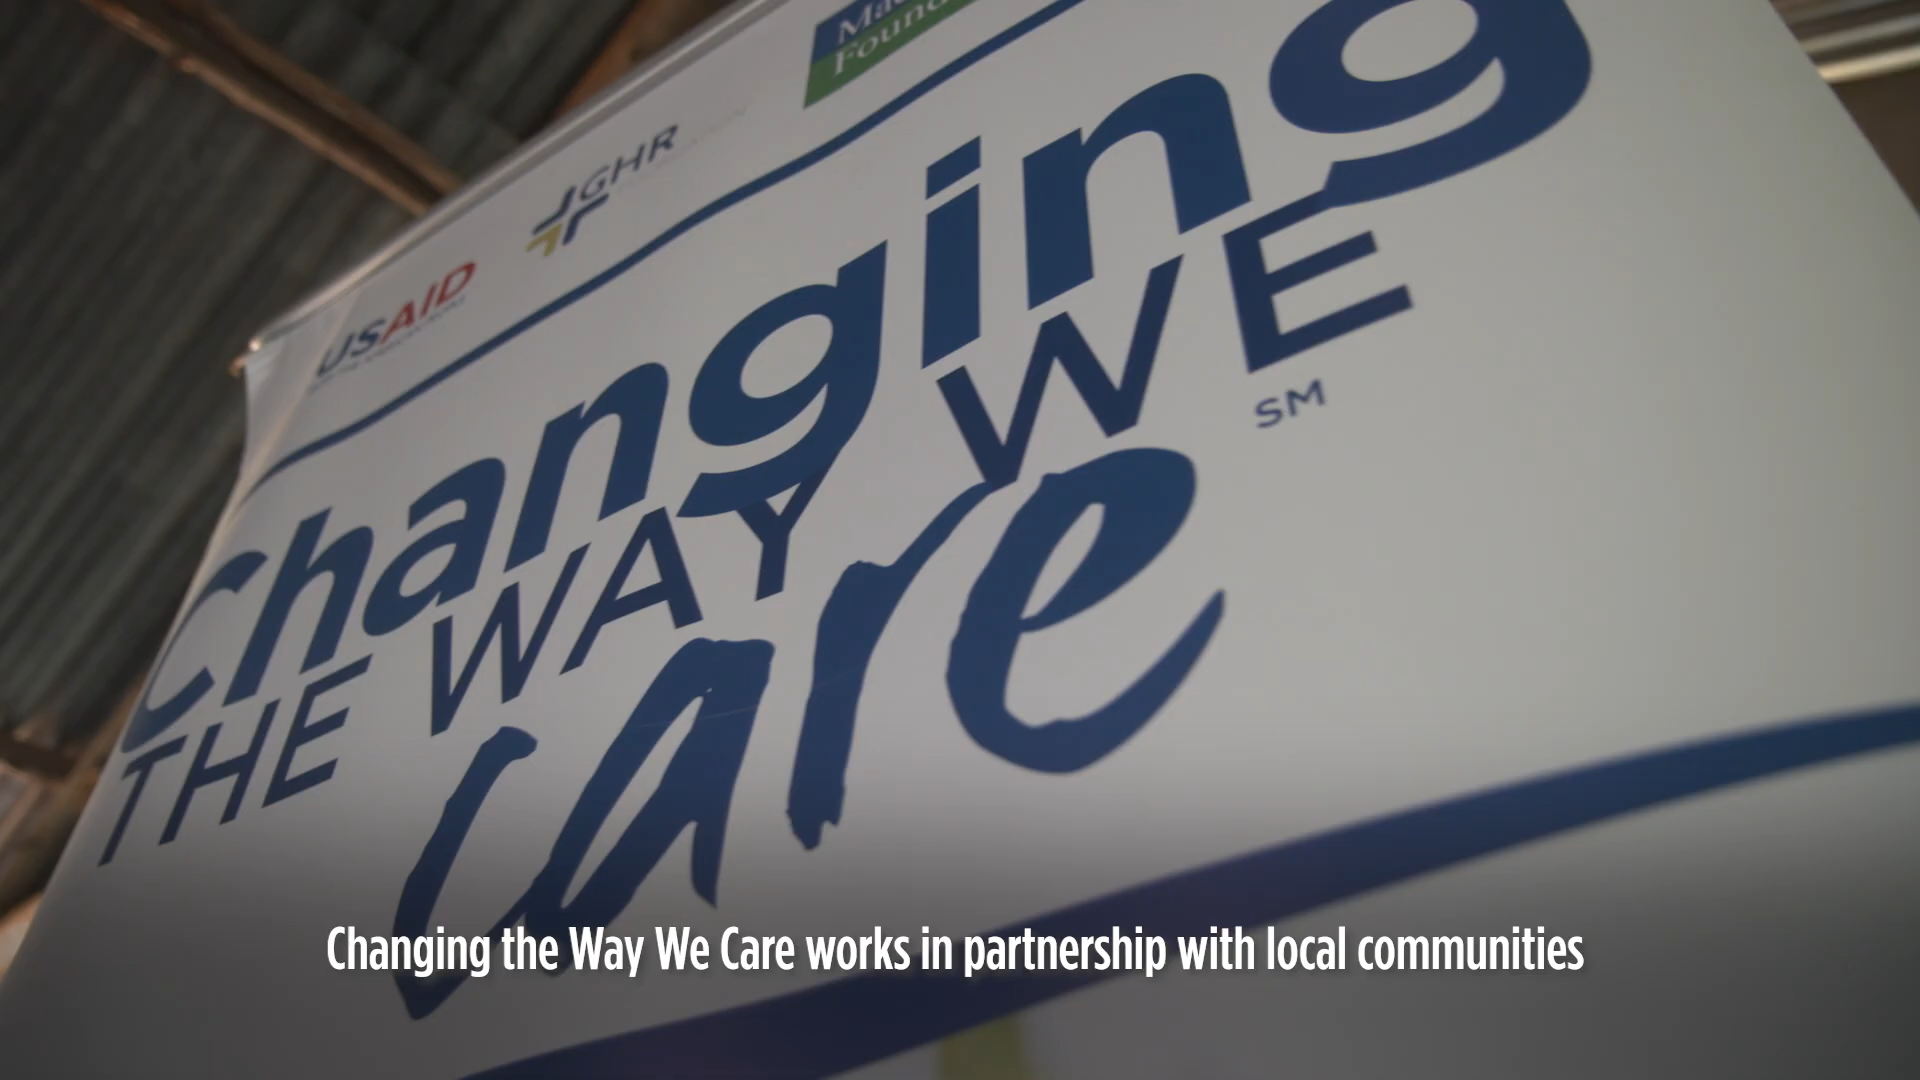 USAID
GHR
Foun
Changing
THE WAY WE
care
SM
Changing the Way We Care works in partnership with local communities